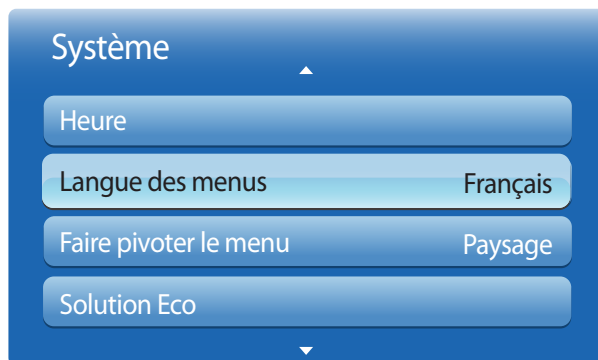 Système
Heure
Langue des menus Français
Faire pivoter le menu Paysage
Solution Eco